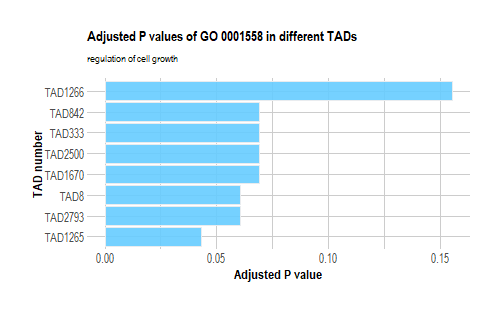 Adjusted P values of GO 0001558 in different TADs
regulation of cell growth
TAD number
TAD1266
TAD842
TAD333
TAD2500
TAD1670
TAD8
TAD2793
TAD1265
0.00 0.05 0.10 0.15
Adjusted P value